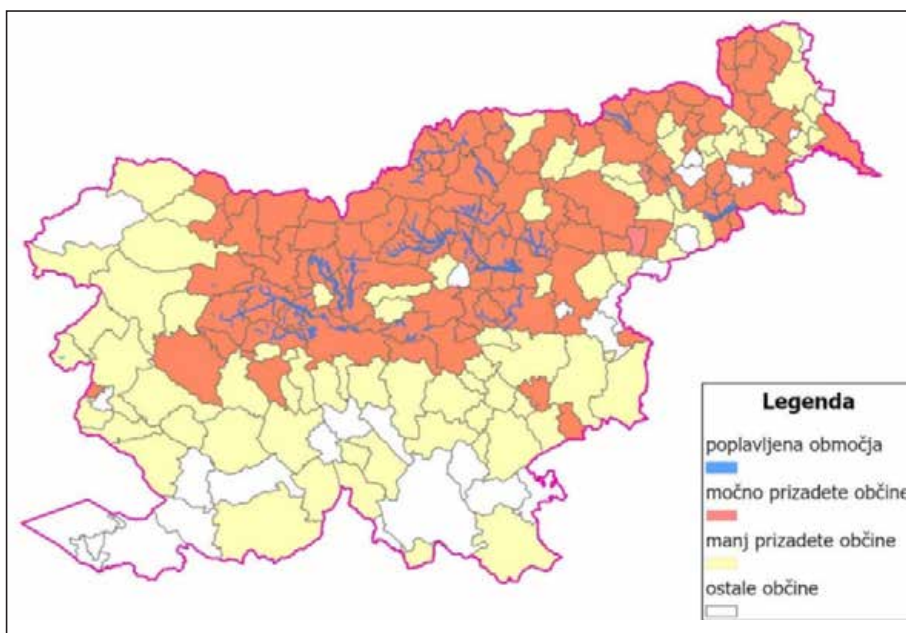 Legenda
poplavljena območja
močno prizadete občine
manj prizadete občine
ostale občine